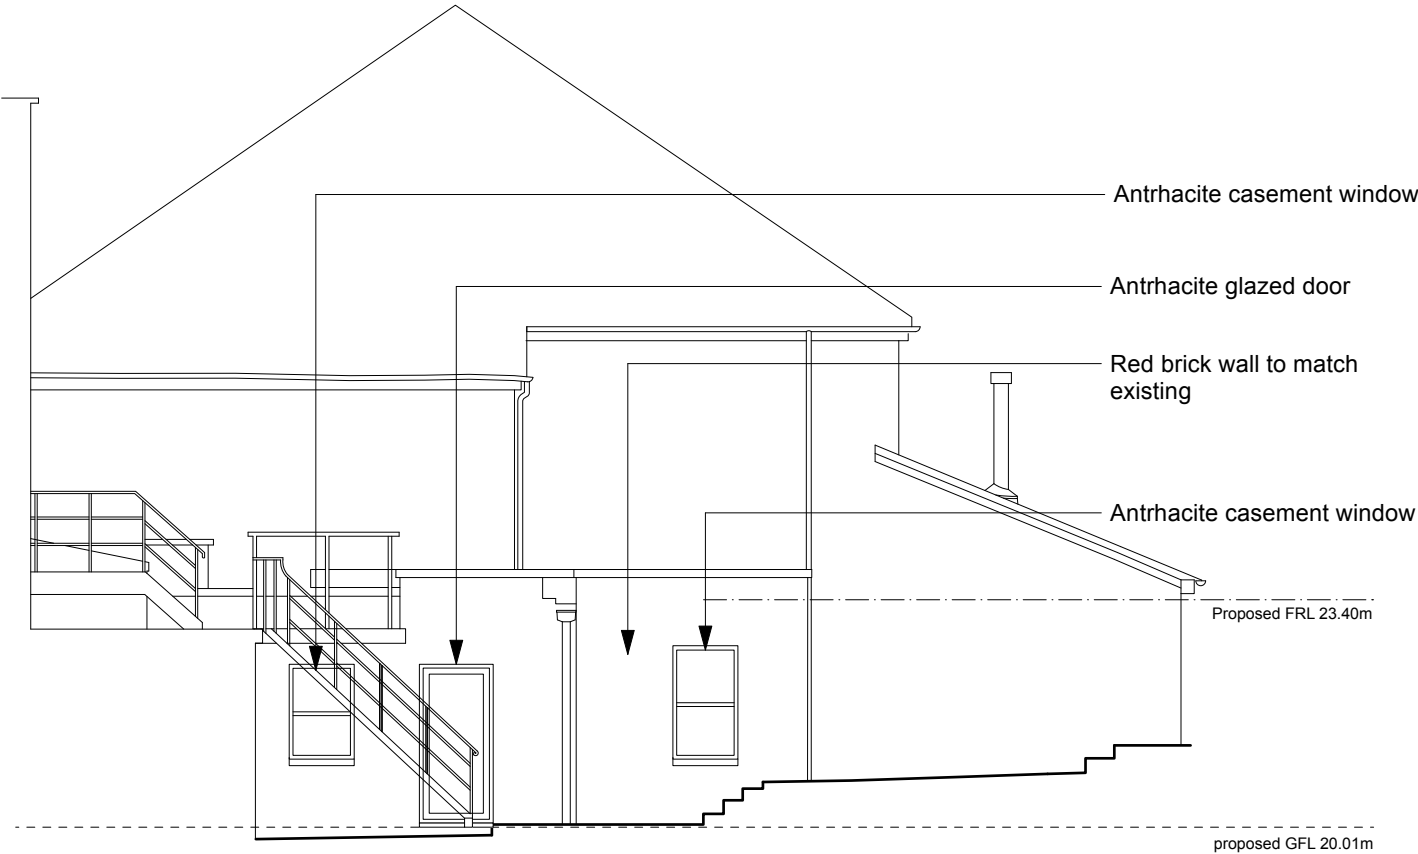 Antrhacite casement window
Antrhacite glazed door
Red brick wall to match
existing
Antrhacite casement window
Proposed FRL 23.40m
proposed GFL 20.01m